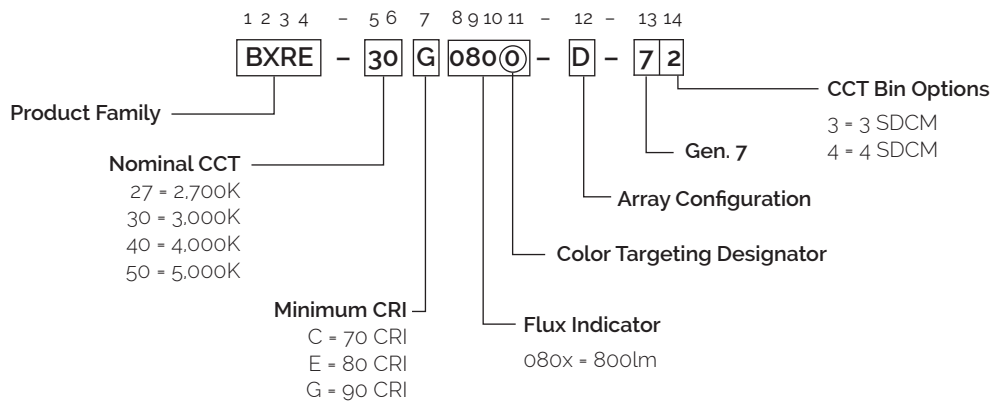 1 2 3 4 – 5 6 7 8 9 10 11 – 12 – 13 14
BXRE – 30 G 0800 – D – 7 2
CCT Bin Options
3 = 3 SDCM
4 = 4 SDCM
Product Family
Gen. 7
Nominal CCT
27 = 2,700K
30 = 3,000K
40 = 4,000K
50 = 5,000K
Array Configuration
Color Targeting Designator
Minimum CRI
C = 70 CRI
E = 80 CRI
G = 90 CRI
Flux Indicator
080x = 800lm